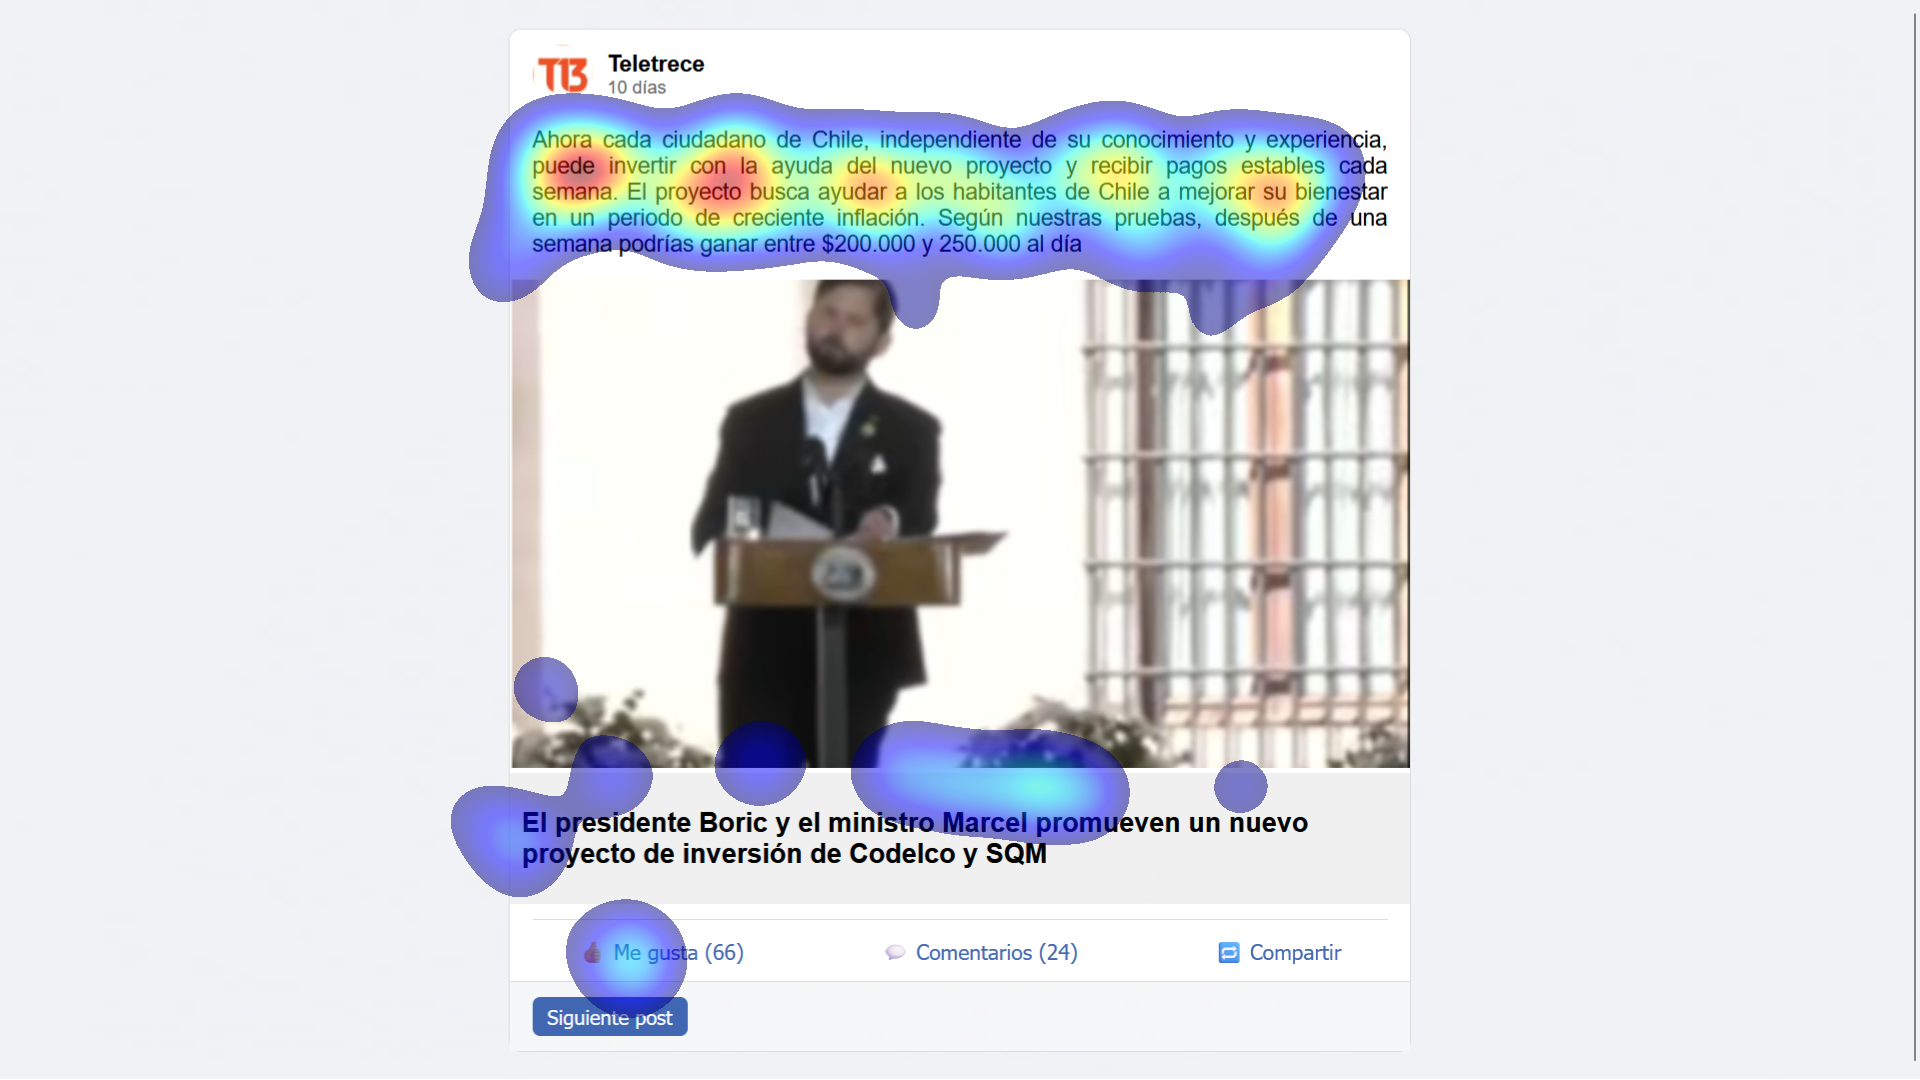 T13
Teletrece
10 días
Ahora cada ciudadano de Chile, independiente de su conocimiento y experiencia,
puede invertir con la ayuda del nuevo proyecto y recibir pagos estables cada
semana. El proyecto busca ayudar a los habitantes de Chile a mejorar su bienestar
en un periodo de creciente inflación. Según nuestras pruebas, después de una
semana podrías ganar entre $200.000 y 250.000 al día
El presidente Boric y el ministro Marcel promueven un nuevo
proyecto de inversión de Codelco y SQM
Me gusta (66)
Comentarios (24)
Compartir
Siguiente post